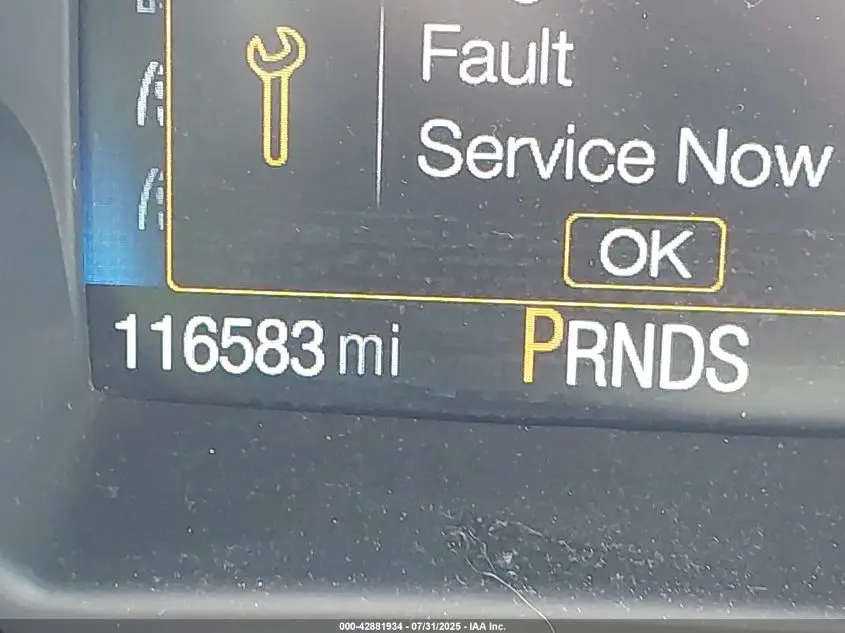 Fault
Service Now
OK
116583 mi
PRNDS
000-42881934 - 07/31/2025 - IAA Inc.